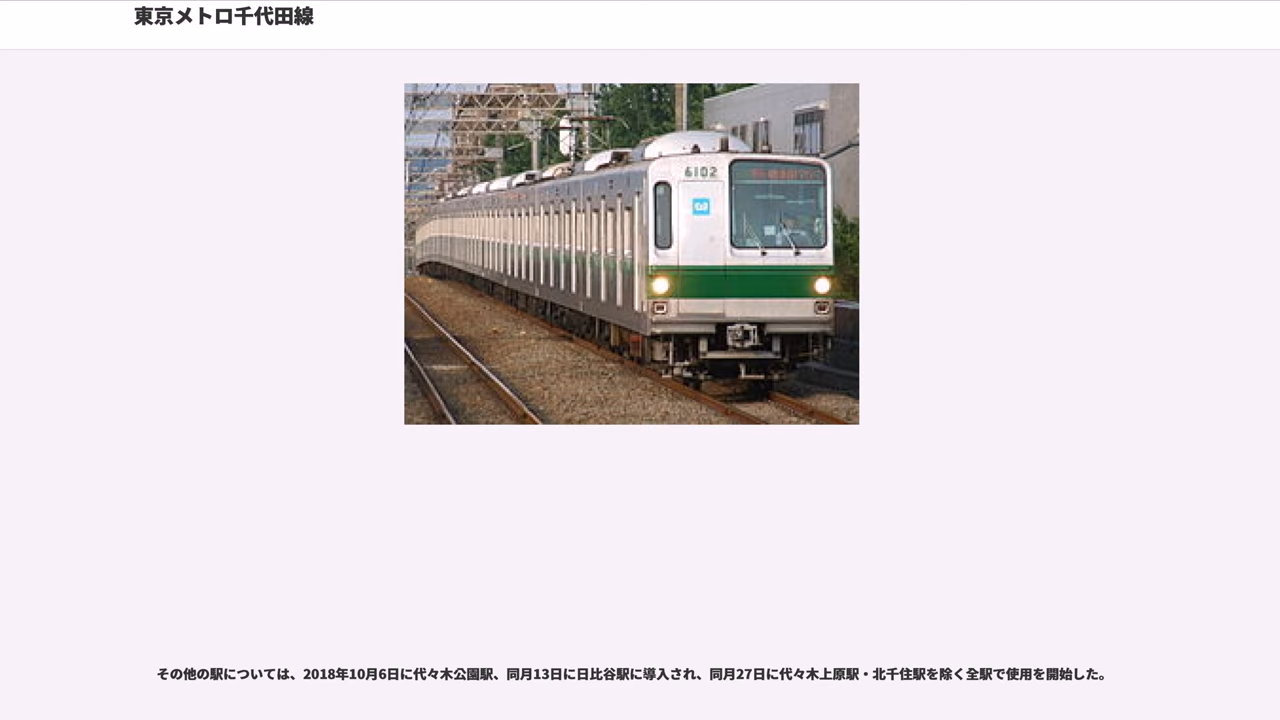 東京メトロ千代田線
6102
その他の駅については、2018年10月6日に代々木公園駅、同月13日に日比谷駅に導入され、同月27日に代々木上原駅・北千住駅を除く全駅で使用を開始した。